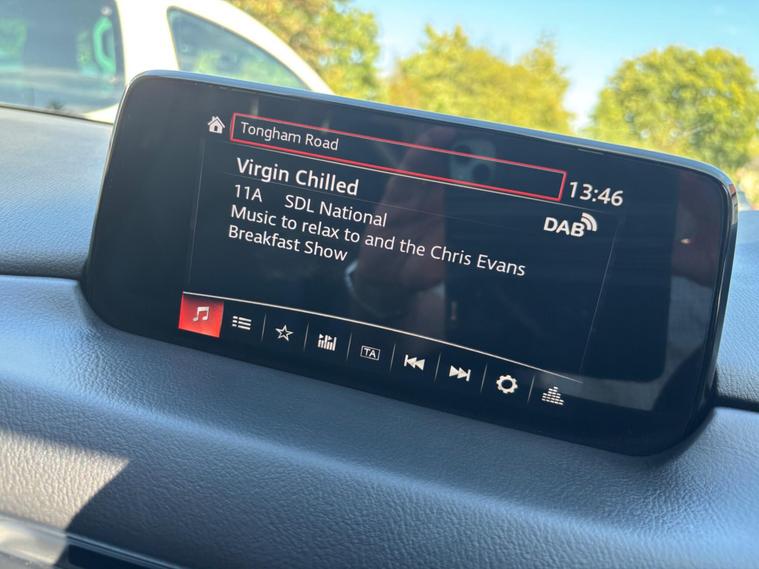 Tongham Road
13:46
Virgin Chilled
11A SDL National
DAB
Music to relax to and the Chris Evans
Breakfast Show
TA